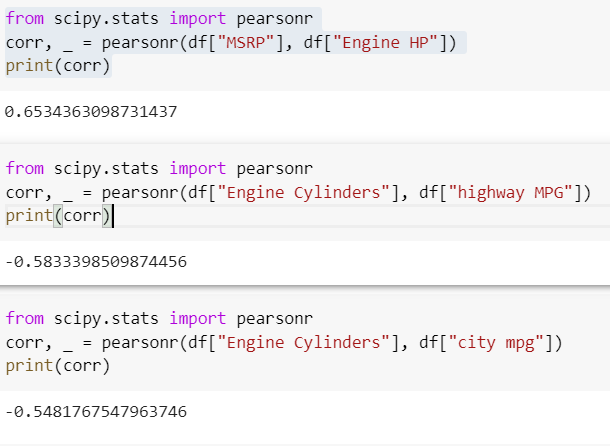 from scipy.stats import pearsonr
corr, _ = pearsonr(df["MSRP"], df["Engine HP"])
print(corr)
0.6534363098731437
from scipy.stats import pearsonr
corr, _ = pearsonr(df["Engine Cylinders"], df["highway MPG"])
print(corr)
-0.5833398509874456
from scipy.stats import pearsonr
corr, _ = pearsonr(df["Engine Cylinders"], df["city mpg"])
print(corr)
-0.5481767547963746